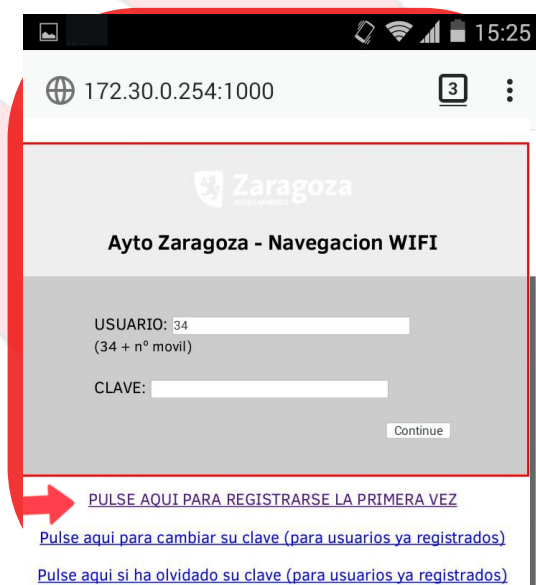 15:25
172.30.0.254:1000
3
Zaragoza
AYUNTAMIENTO
Ayto Zaragoza - Navegacion WIFI
USUARIO: 34
(34 + nº movil)
CLAVE:
Continue
PULSE AQUI PARA REGISTRARSE LA PRIMERA VEZ
Pulse aqui para cambiar su clave (para usuarios ya registrados)
Pulse aqui si ha olvidado su clave (para usuarios ya registrados)